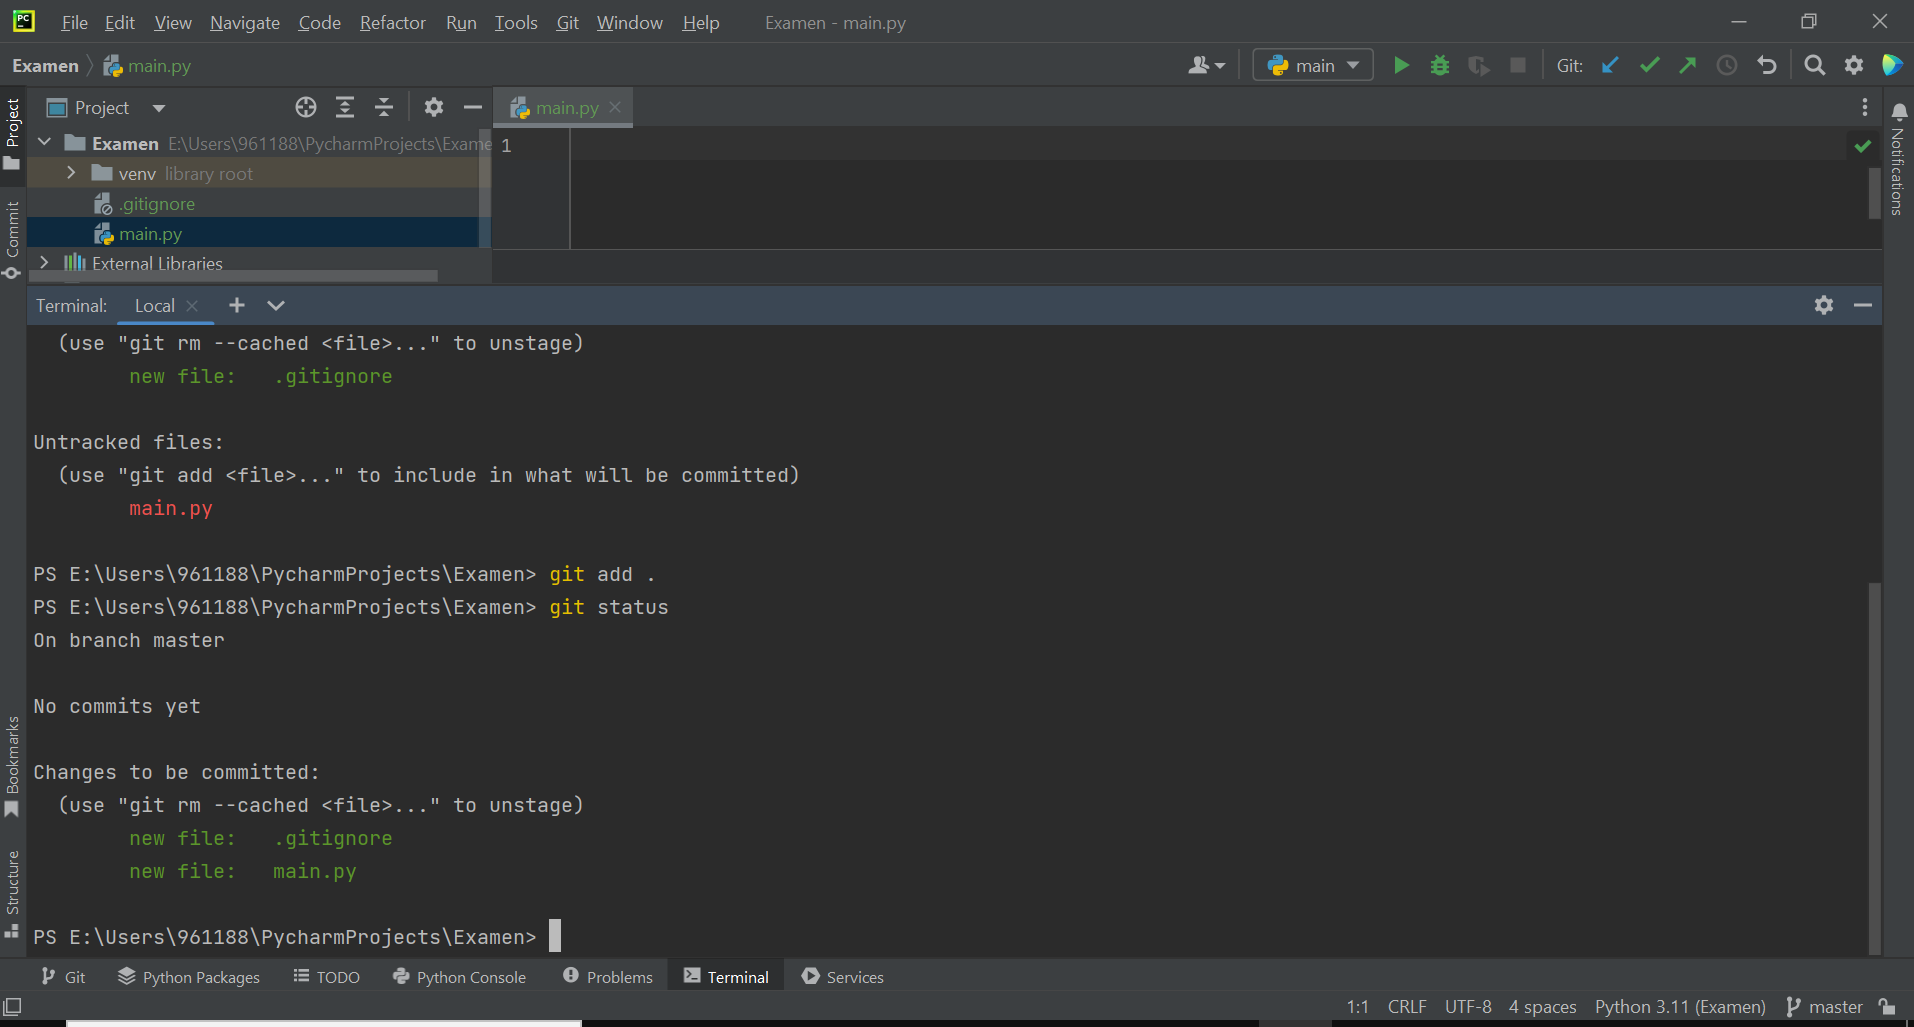 PC
File Edit View Navigate Code Refactor Run Tools Git Window Help Examen - main.py
Examen main.py main Git:
Project
Project
main.py
Examen E:\Users\961188\PycharmProjects\Exame
1
venv library root
.gitignore
main.py
External Libraries
Commit
Notifications
Terminal: Local
(use "git rm --cached <file>..." to unstage)
new file: .gitignore
Untracked files:
(use "git add <file>..." to include in what will be committed)
main.py
PS E:\Users\961188\PycharmProjects\Examen> git add .
PS E:\Users\961188\PycharmProjects\Examen> git status
On branch master
No commits yet
Changes to be committed:
(use "git rm --cached <file>..." to unstage)
new file: .gitignore
new file: main.py
PS E:\Users\961188\PycharmProjects\Examen>
Bookmarks
Structure
Git Python Packages TODO Python Console Problems Terminal Services
1:1 CRLF UTF-8 4 spaces Python 3.11 (Examen) master